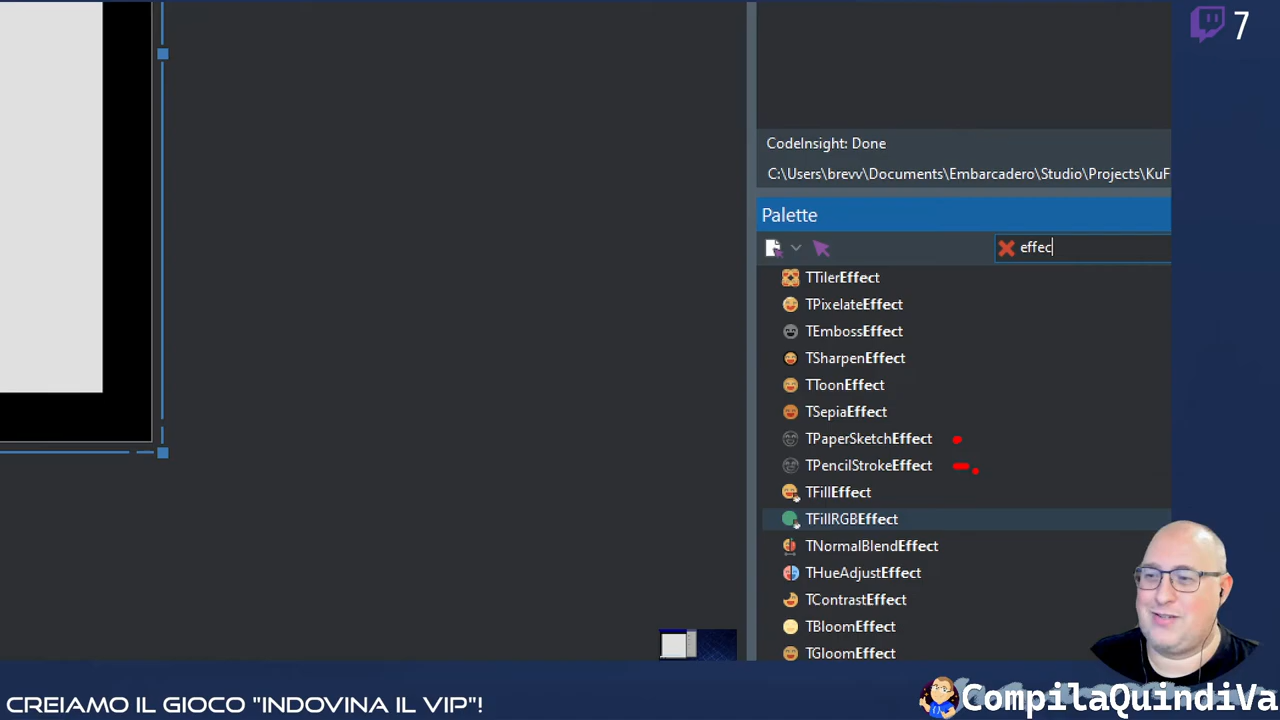 7
CodeInsight: Done
C:\Users\brevv\Documents\Embarcadero\Studio\Projects\KuF
Palette
effec
TTilerEffect
TPixelateEffect
TEmbossEffect
TSharpenEffect
TToonEffect
TSepiaEffect
TPaperSketchEffect
TPencilStrokeEffect
TFillEffect
TFillRGBEffect
TNormalBlendEffect
THueAdjustEffect
TContrastEffect
TBloomEffect
TGloomEffect
CREIAMO IL GIOCO "INDOVINA IL VIP"!
CompilaQuindiVa